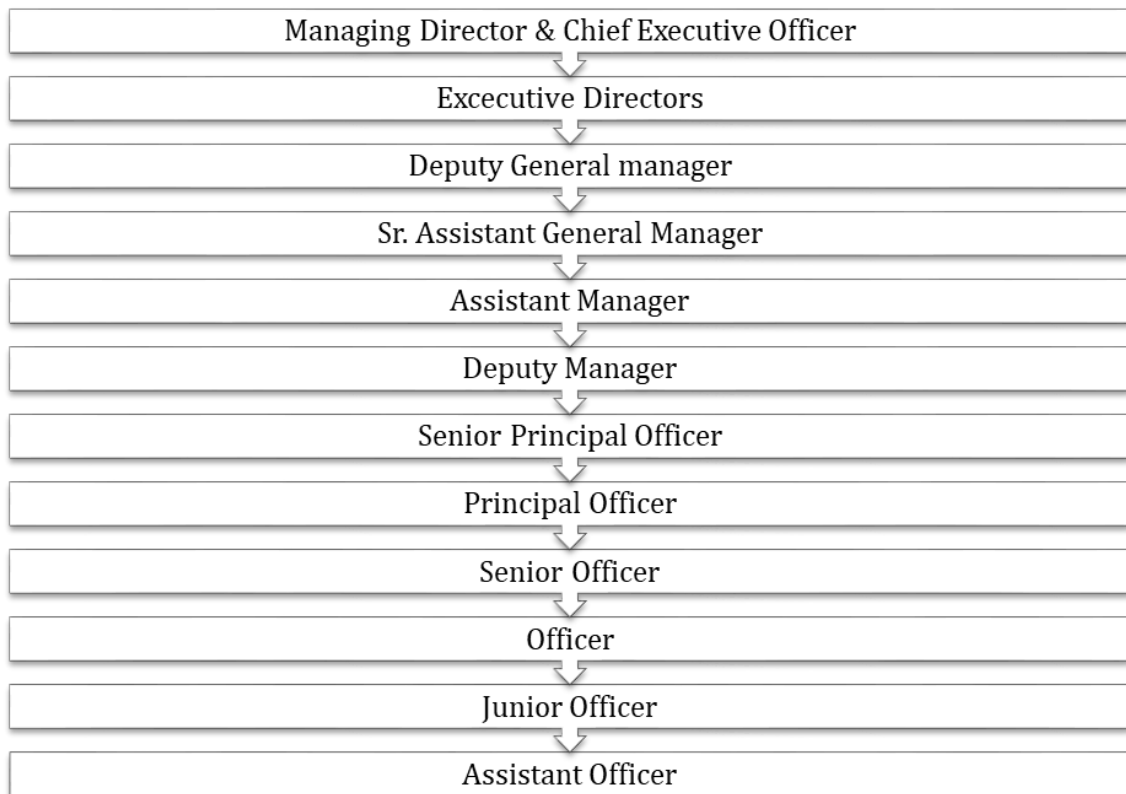 Managing Director & Chief Executive Officer
Excecutive Directors
Deputy General manager
Sr. Assistant General Manager
Assistant Manager
Deputy Manager
Senior Principal Officer
Principal Officer
Senior Officer
Officer
Junior Officer
Assistant Officer